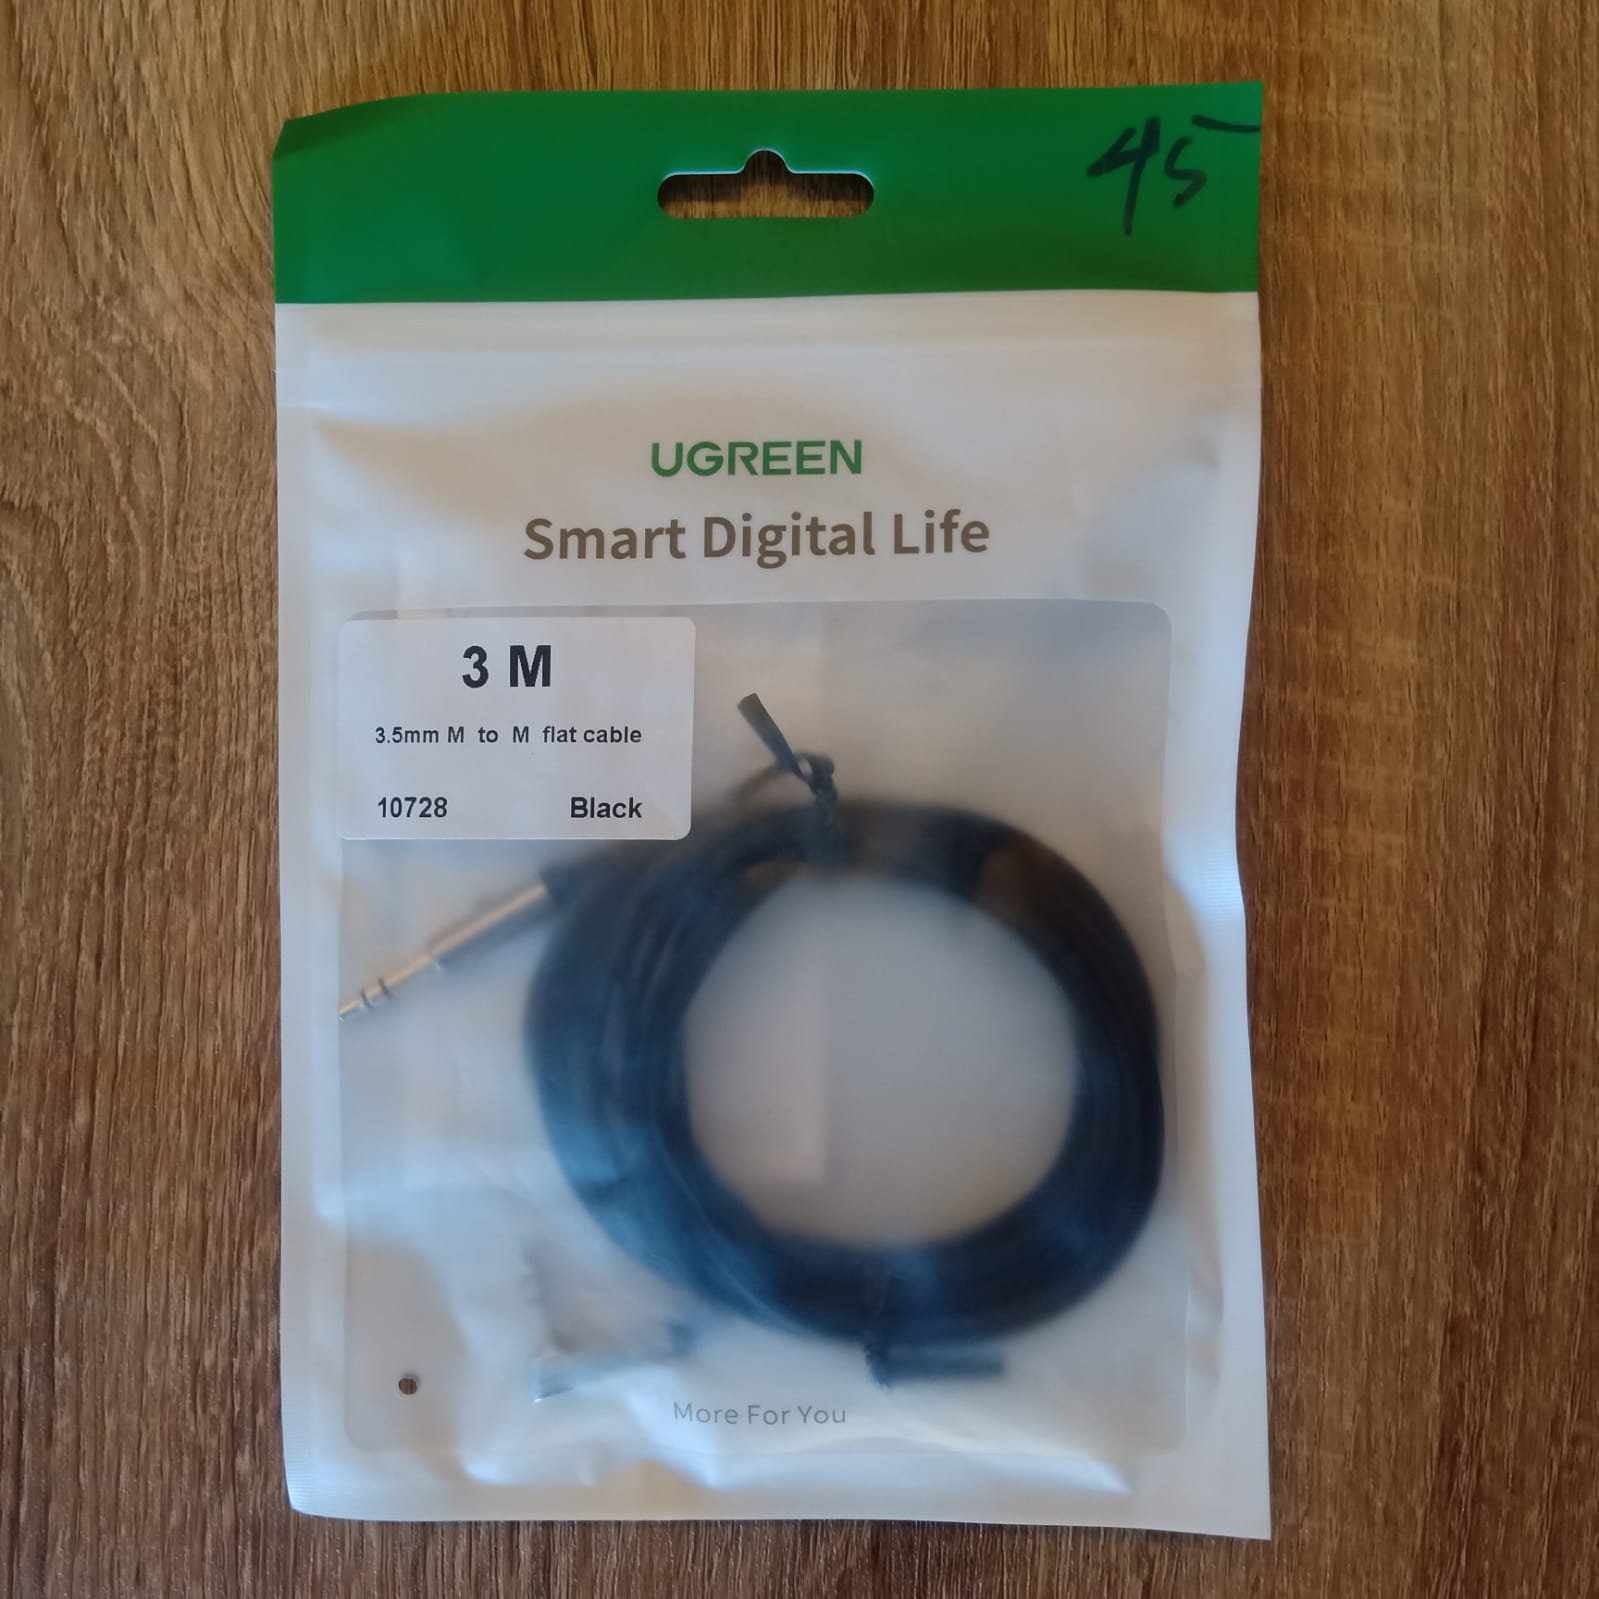 45
UGREEN
Smart Digital Life
3 M
3.5mm M to M flat cable
10728 Black
More For You